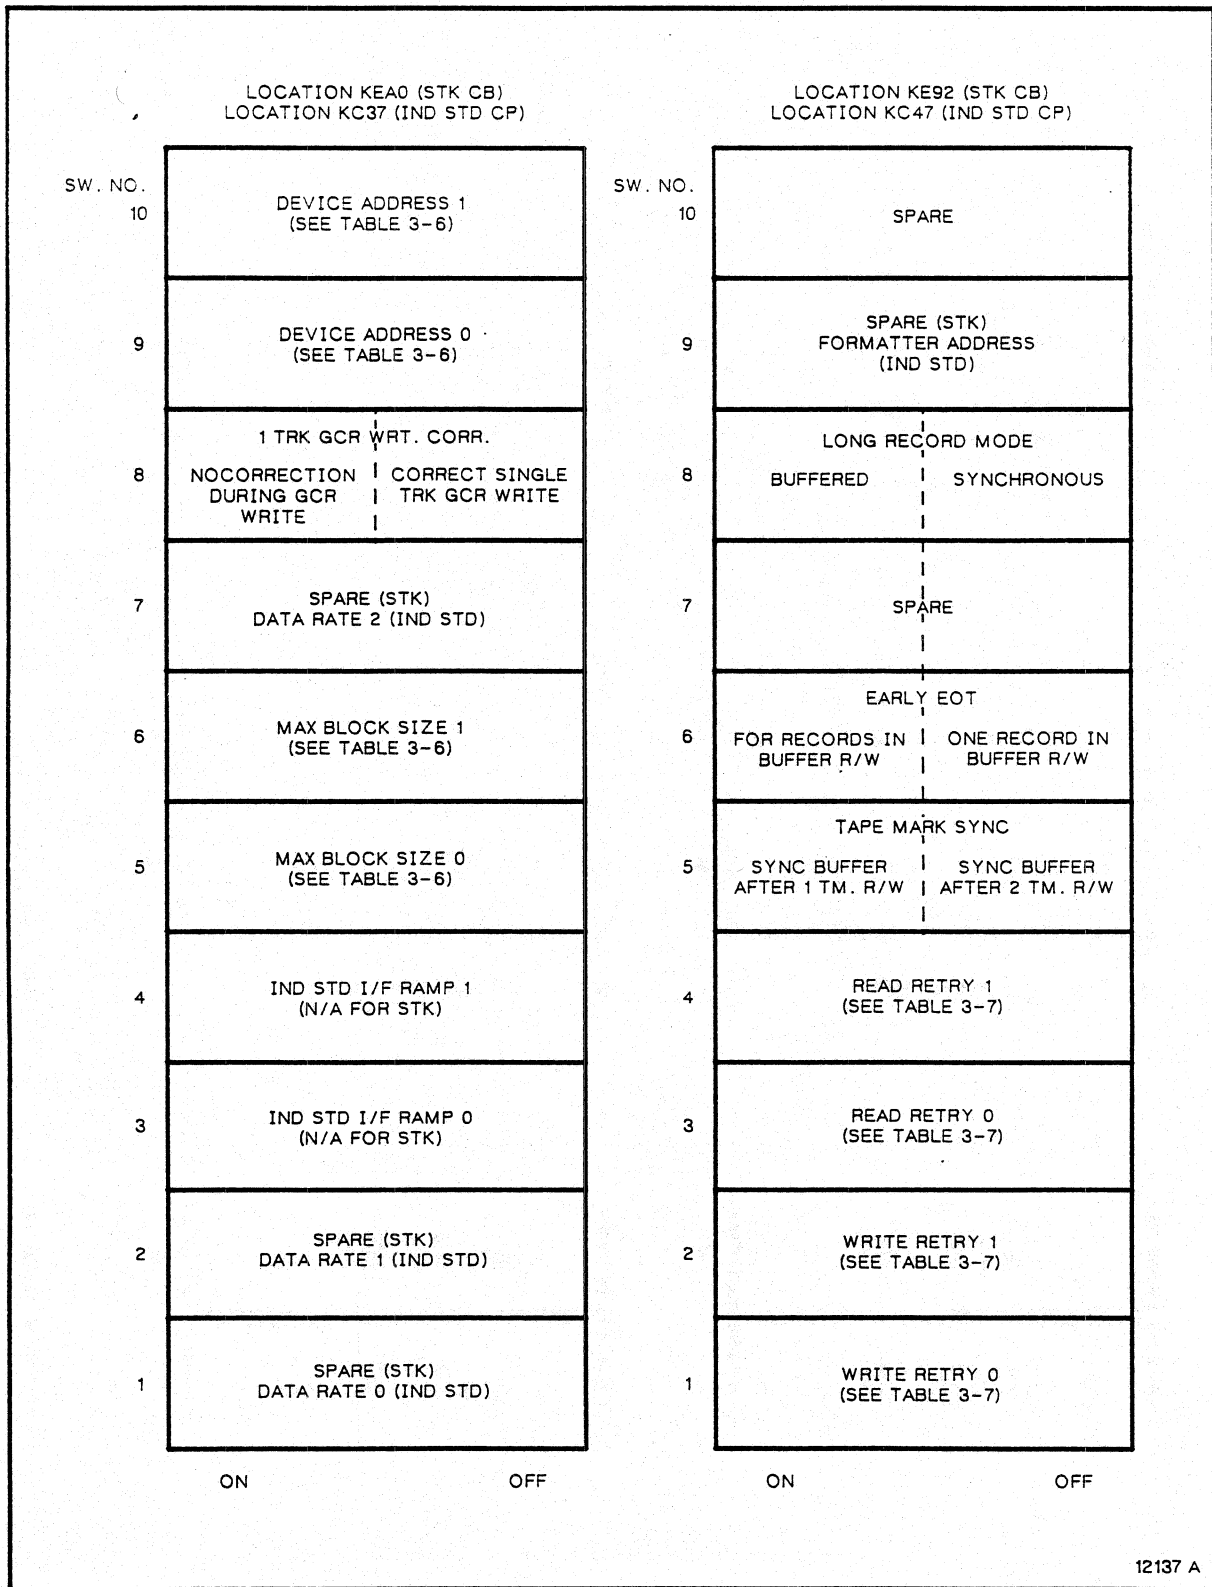 LOCATION KEA0 (STK CB)
LOCATION KC37 (IND STD CP)
SW. NO.
10
DEVICE ADDRESS 1
(SEE TABLE 3-6)
9
DEVICE ADDRESS 0
(SEE TABLE 3-6)
8
1 TRK GCR WRT. CORR.
NOCORRECTION
DURING GCR
WRITE
CORRECT SINGLE
TRK GCR WRITE
7
SPARE (STK)
DATA RATE 2 (IND STD)
6
MAX BLOCK SIZE 1
(SEE TABLE 3-6)
5
MAX BLOCK SIZE 0
(SEE TABLE 3-6)
4
IND STD I/F RAMP 1
(N/A FOR STK)
3
IND STD I/F RAMP 0
(N/A FOR STK)
2
SPARE (STK)
DATA RATE 1 (IND STD)
1
SPARE (STK)
DATA RATE 0 (IND STD)
ON OFF
LOCATION KE92 (STK CB)
LOCATION KC47 (IND STD CP)
SW. NO.
10
SPARE
9
SPARE (STK)
FORMATTER ADDRESS
(IND STD)
8
LONG RECORD MODE
BUFFERED
SYNCHRONOUS
7
SPARE
6
EARLY EOT
FOR RECORDS IN
BUFFER R/W
ONE RECORD IN
BUFFER R/W
5
TAPE MARK SYNC
SYNC BUFFER
AFTER 1 TM. R/W
SYNC BUFFER
AFTER 2 TM. R/W
4
READ RETRY 1
(SEE TABLE 3-7)
3
READ RETRY 0
(SEE TABLE 3-7)
2
WRITE RETRY 1
(SEE TABLE 3-7)
1
WRITE RETRY 0
(SEE TABLE 3-7)
ON OFF
12137 A